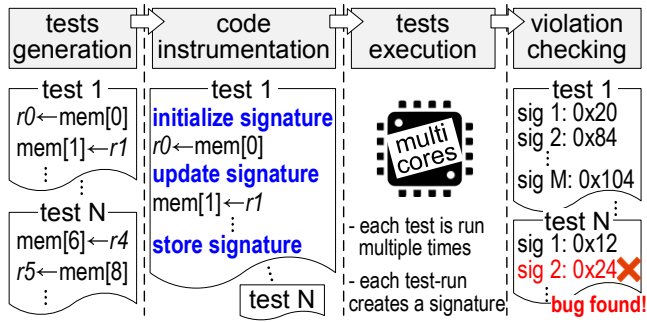 tests
generation
code
instrumentation
tests
execution
violation
checking
test 1
r0←mem[0]
mem[1]←r1
⋮
⋮
test N
mem[6]←r4
r5←mem[8]
⋮
test 1
initialize signature
r0←mem[0]
update signature
mem[1]←r1
⋮
store signature
⋱
test N
multi
cores
- each test is run
multiple times
- each test-run
creates a signature
test 1
sig 1: 0x20
sig 2: 0x84
⋮
sig M: 0x104
⋮
test N
sig 1: 0x12
sig 2: 0x24
⋮
bug found!